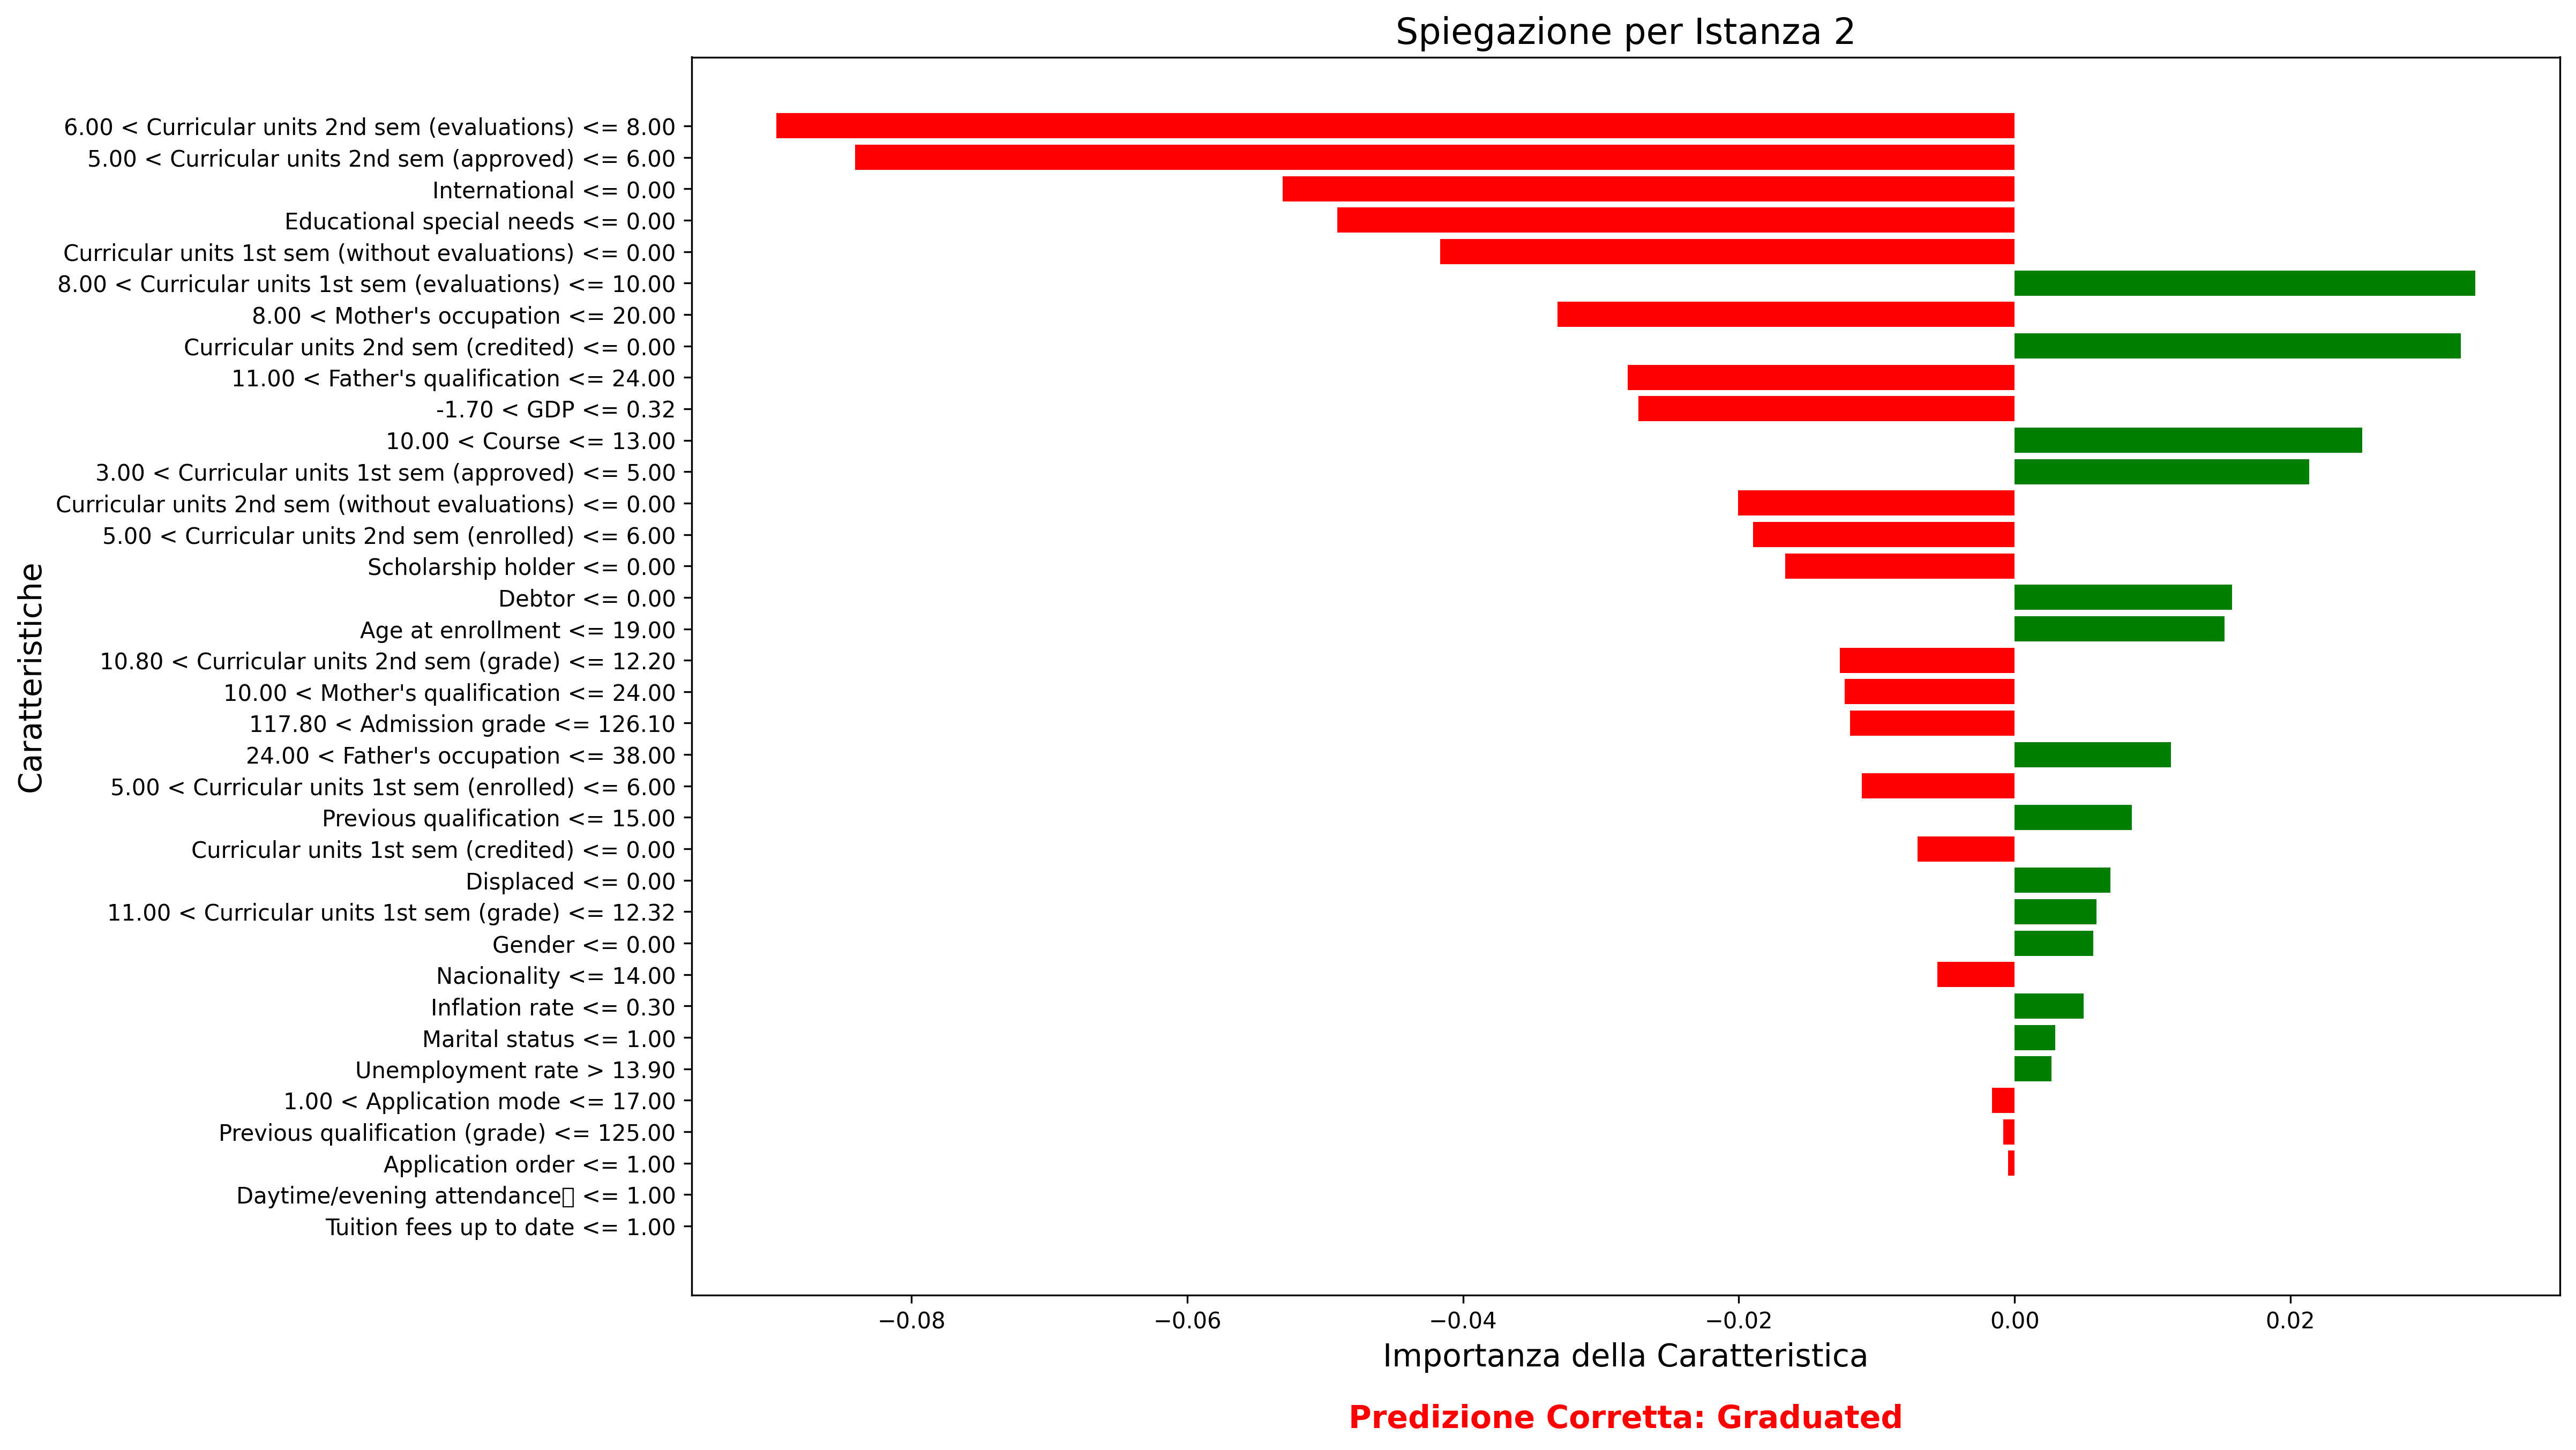 Spiegazione per Istanza 2
Caratteristiche
6.00 < Curricular units 2nd sem (evaluations) <= 8.00
5.00 < Curricular units 2nd sem (approved) <= 6.00
International <= 0.00
Educational special needs <= 0.00
Curricular units 1st sem (without evaluations) <= 0.00
8.00 < Curricular units 1st sem (evaluations) <= 10.00
8.00 < Mother's occupation <= 20.00
Curricular units 2nd sem (credited) <= 0.00
11.00 < Father's qualification <= 24.00
-1.70 < GDP <= 0.32
10.00 < Course <= 13.00
3.00 < Curricular units 1st sem (approved) <= 5.00
Curricular units 2nd sem (without evaluations) <= 0.00
5.00 < Curricular units 2nd sem (enrolled) <= 6.00
Scholarship holder <= 0.00
Debtor <= 0.00
Age at enrollment <= 19.00
10.80 < Curricular units 2nd sem (grade) <= 12.20
10.00 < Mother's qualification <= 24.00
117.80 < Admission grade <= 126.10
24.00 < Father's occupation <= 38.00
5.00 < Curricular units 1st sem (enrolled) <= 6.00
Previous qualification <= 15.00
Curricular units 1st sem (credited) <= 0.00
Displaced <= 0.00
11.00 < Curricular units 1st sem (grade) <= 12.32
Gender <= 0.00
Nacionality <= 14.00
Inflation rate <= 0.30
Marital status <= 1.00
Unemployment rate > 13.90
1.00 < Application mode <= 17.00
Previous qualification (grade) <= 125.00
Application order <= 1.00
Daytime/evening attendance▯ <= 1.00
Tuition fees up to date <= 1.00
−0.08 −0.06 −0.04 −0.02 0.00 0.02
Importanza della Caratteristica
Predizione Corretta: Graduated